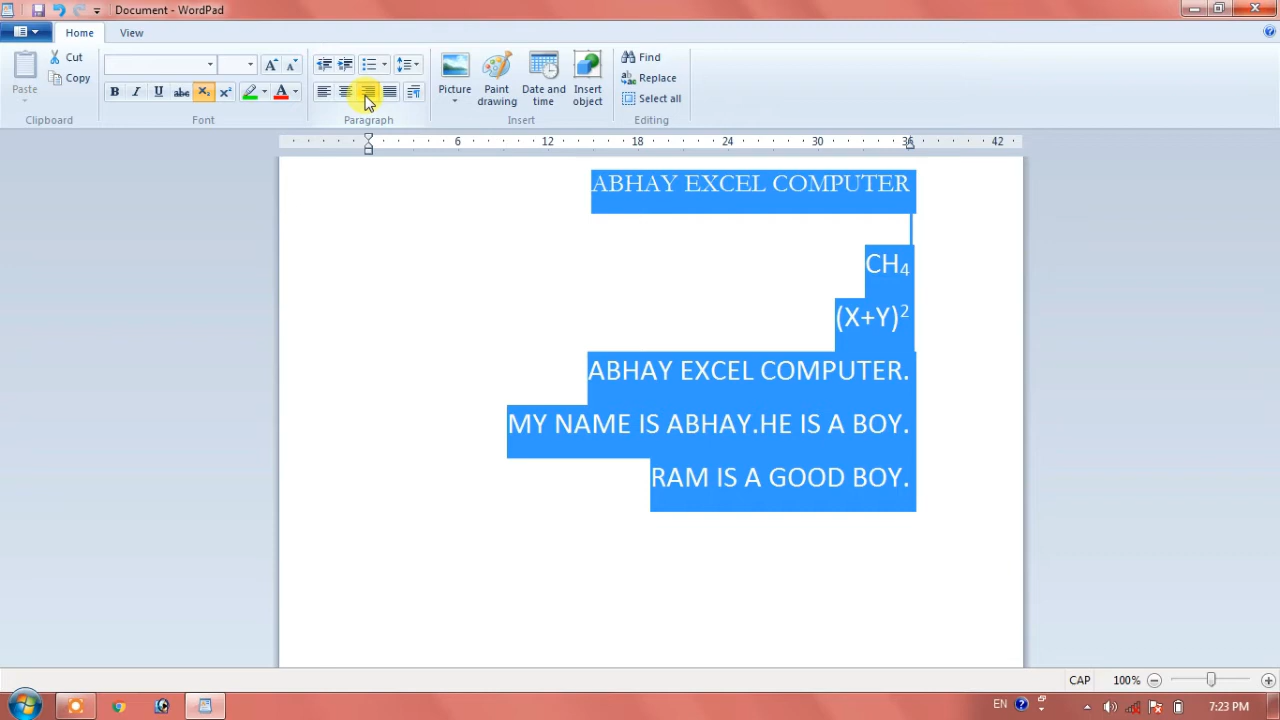 Document - WordPad
Home View
Cut
Copy
Paste
Clipboard
Font
Paragraph
Picture
Paint drawing
Date and time
Insert object
Insert
Find
Replace
Select all
Editing
6 12 18 24 30 36 42
ABHAY EXCEL COMPUTER
CH₄
(X+Y)²
ABHAY EXCEL COMPUTER.
MY NAME IS ABHAY.HE IS A BOY.
RAM IS A GOOD BOY.
CAP 100%
EN 7:23 PM